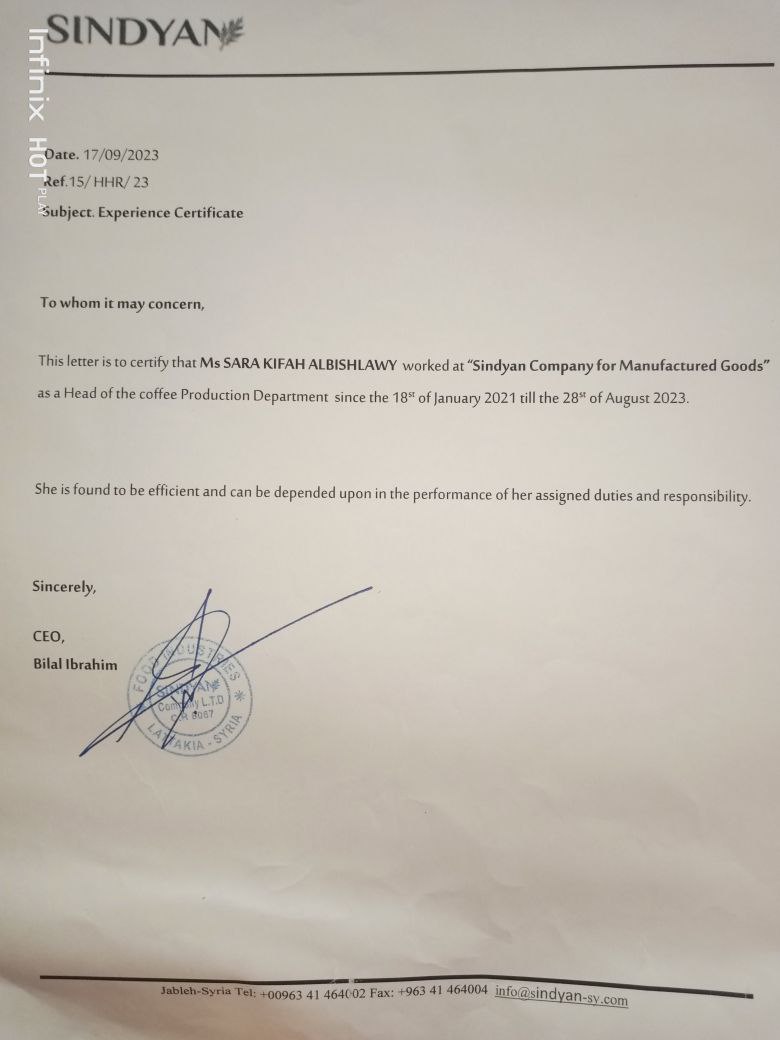 SINDYAN
Infinix HOT PLAY
Date. 17/09/2023
Ref.15/ HHR/ 23
Subject. Experience Certificate
To whom it may concern,
This letter is to certify that Ms SARA KIFAH ALBISHLAWY worked at “Sindyan Company for Manufactured Goods”
as a Head of the coffee Production Department since the 18st of January 2021 till the 28st of August 2023.
She is found to be efficient and can be depended upon in the performance of her assigned duties and responsibility.
Sincerely,
CEO,
Bilal Ibrahim
FOOD INDUSTRIES
SINDYAN
Company L.T.D
LATTAKIA - SYRIA
Jableh-Syria Tel: +00963 41 464002 Fax: +963 41 464004 info@sindyan-sy.com